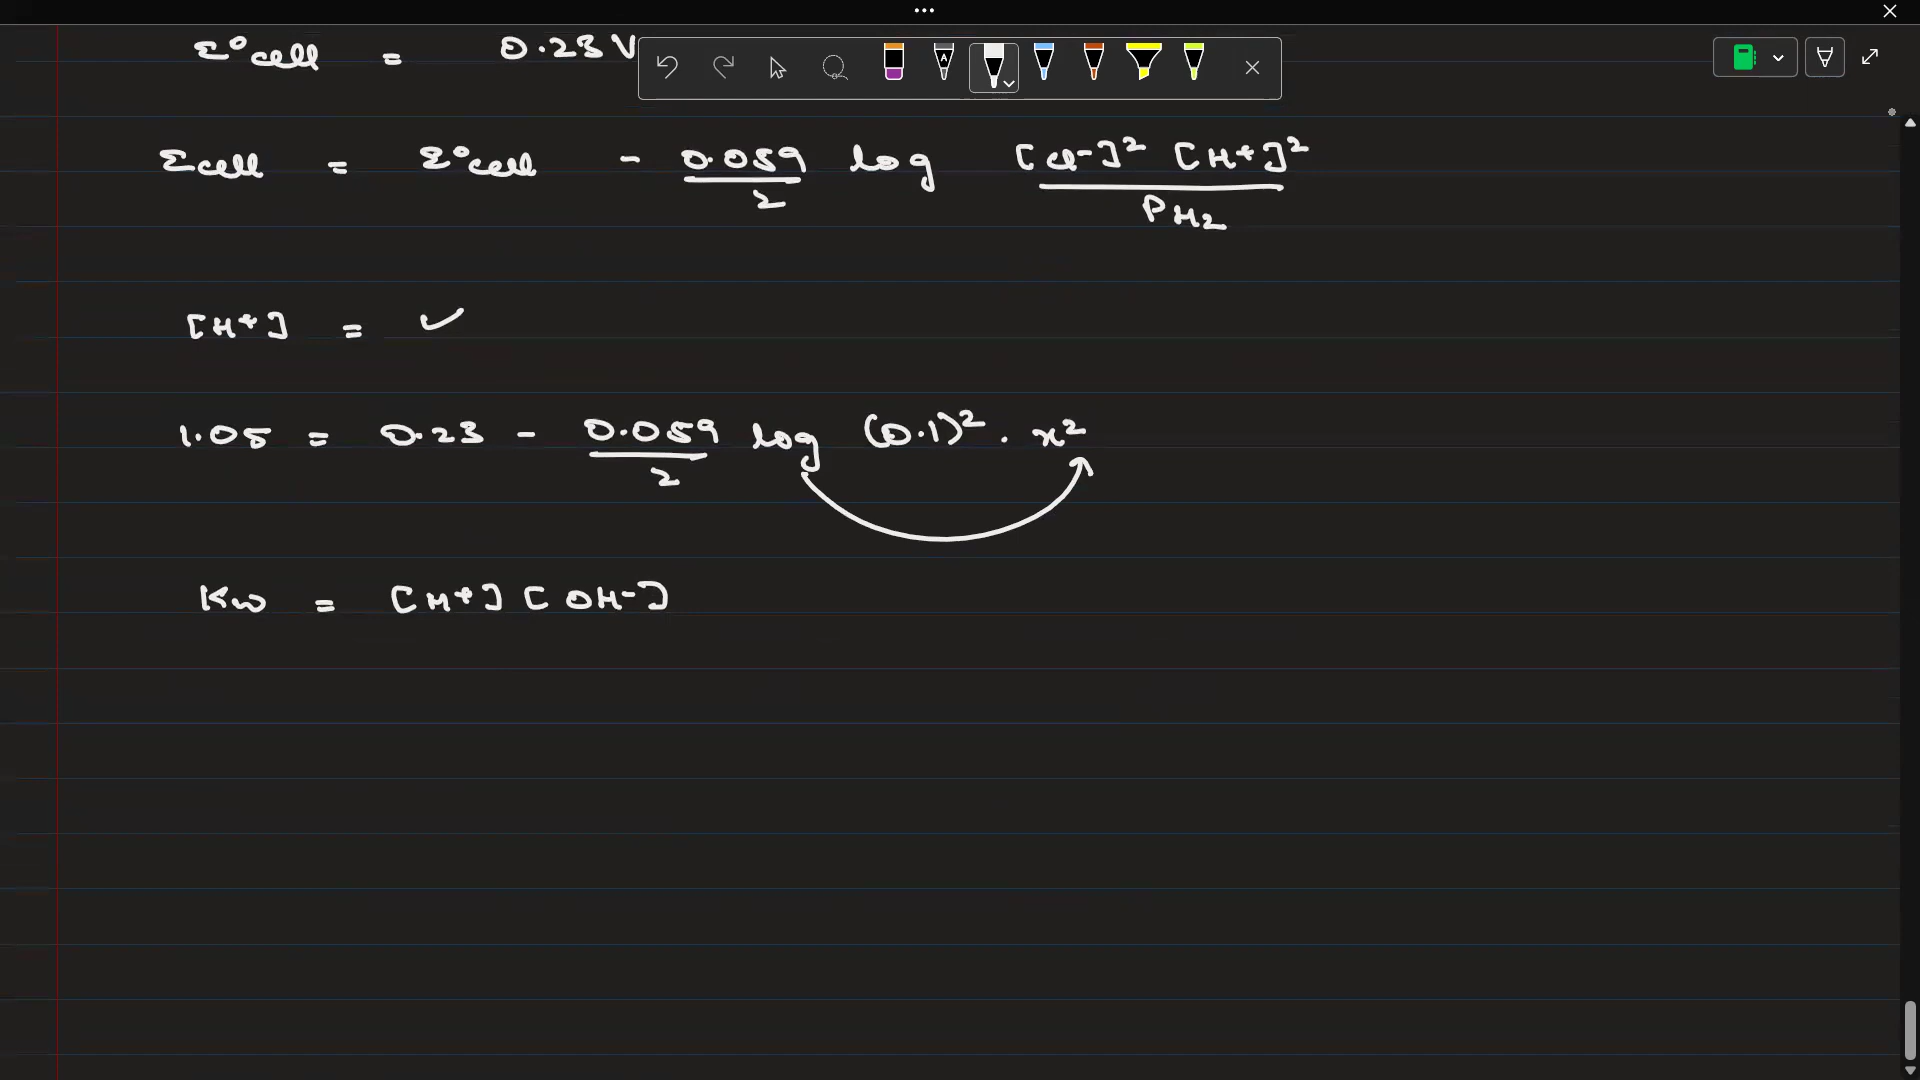 ε°cell = 0.23 V
εcell = ε°cell - 0.059/2 log [Cl-]² [H+]² / PH2
[H+] = ✓
1.05 = 0.23 - 0.059/2 log (0.1)² . x²
Kw = [H+] [OH-]